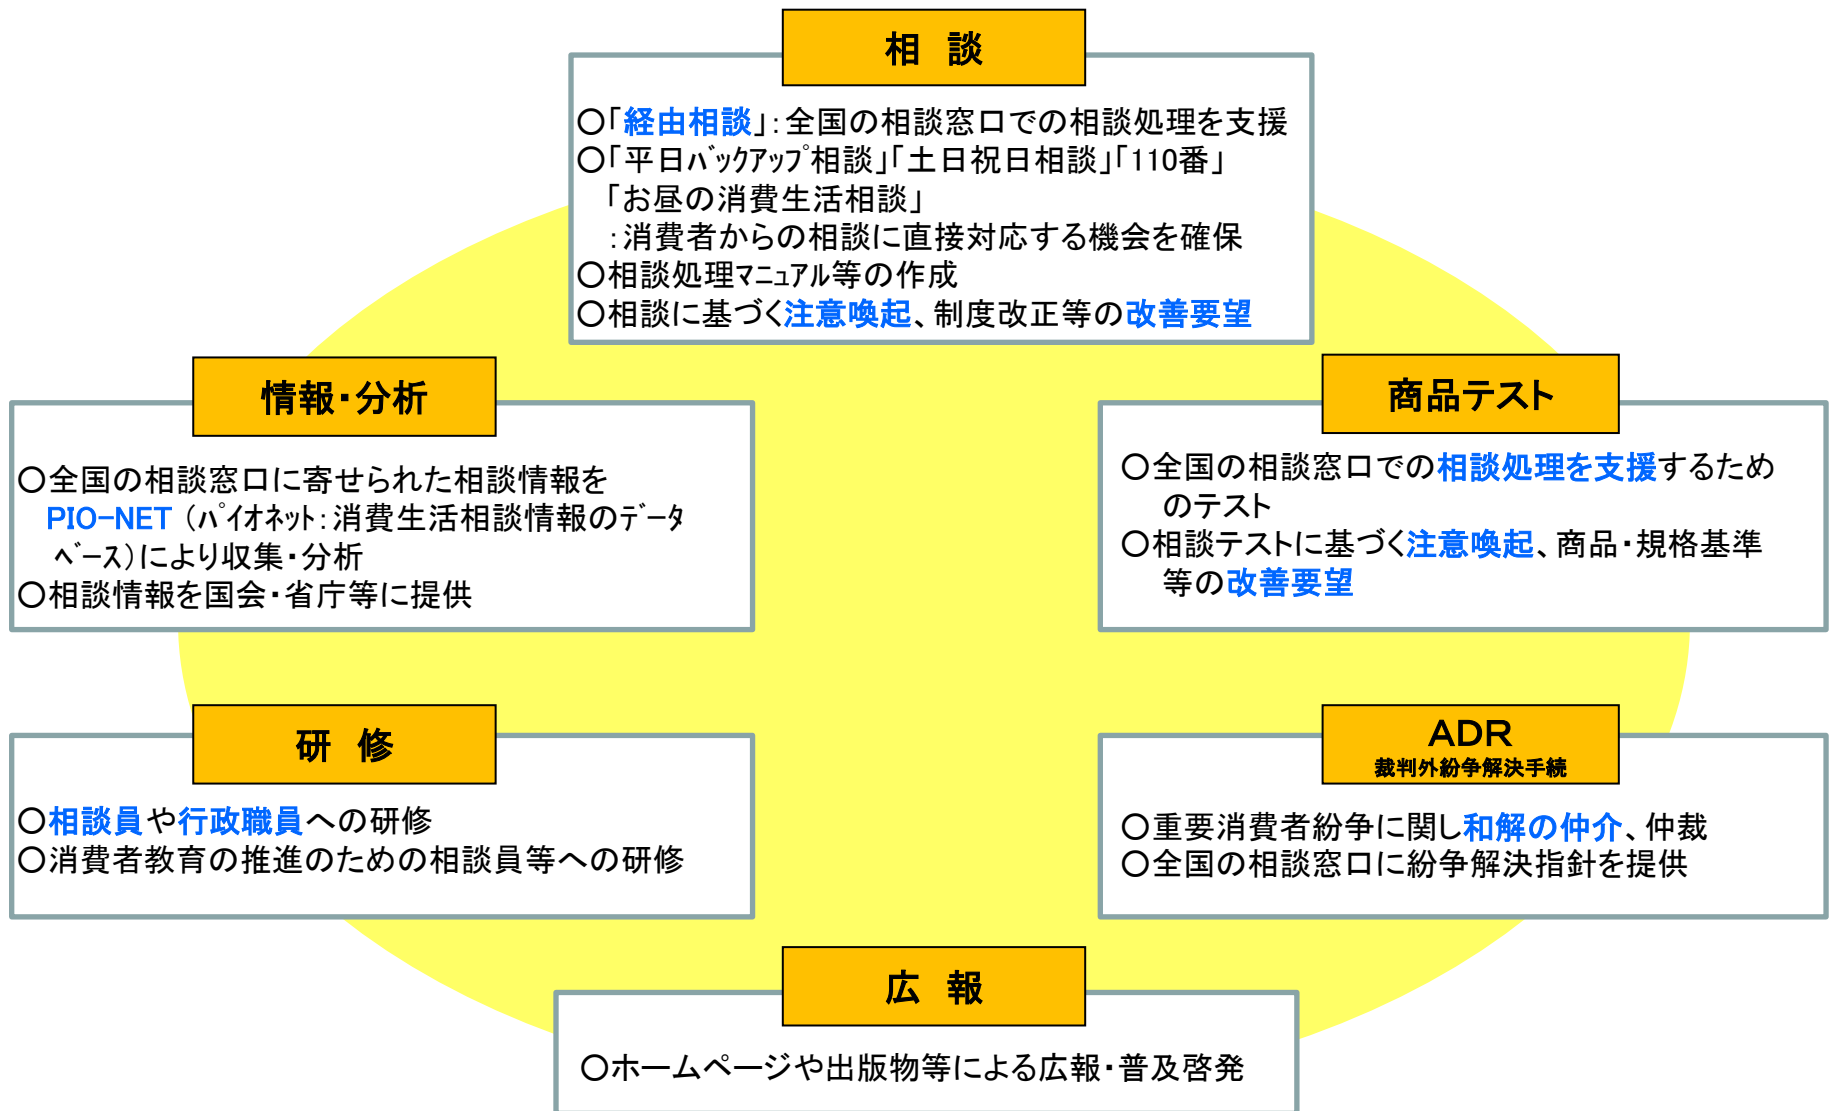 相　談
○「経由相談」：全国の相談窓口での相談処理を支援
○「平日ﾊﾞｯｸｱｯﾌﾟ相談」「土日祝日相談」「110番」
「お昼の消費生活相談」
：消費者からの相談に直接対応する機会を確保
○相談処理ﾏﾆｭｱﾙ等の作成
○相談に基づく注意喚起、制度改正等の改善要望
情報・分析
○全国の相談窓口に寄せられた相談情報を
PIO-NET（ﾊﾟｲｵﾈｯﾄ：消費生活相談情報のﾃﾞｰﾀ
ﾍﾞｰｽ）により収集・分析
○相談情報を国会・省庁等に提供
商品テスト
○全国の相談窓口での相談処理を支援するため
のテスト
○相談テストに基づく注意喚起、商品・規格基準
等の改善要望
研　修
○相談員や行政職員への研修
○消費者教育の推進のための相談員等への研修
ADR
裁判外紛争解決手続
○重要消費者紛争に関し和解の仲介、仲裁
○全国の相談窓口に紛争解決指針を提供
広　報
○ホームページや出版物等による広報・普及啓発